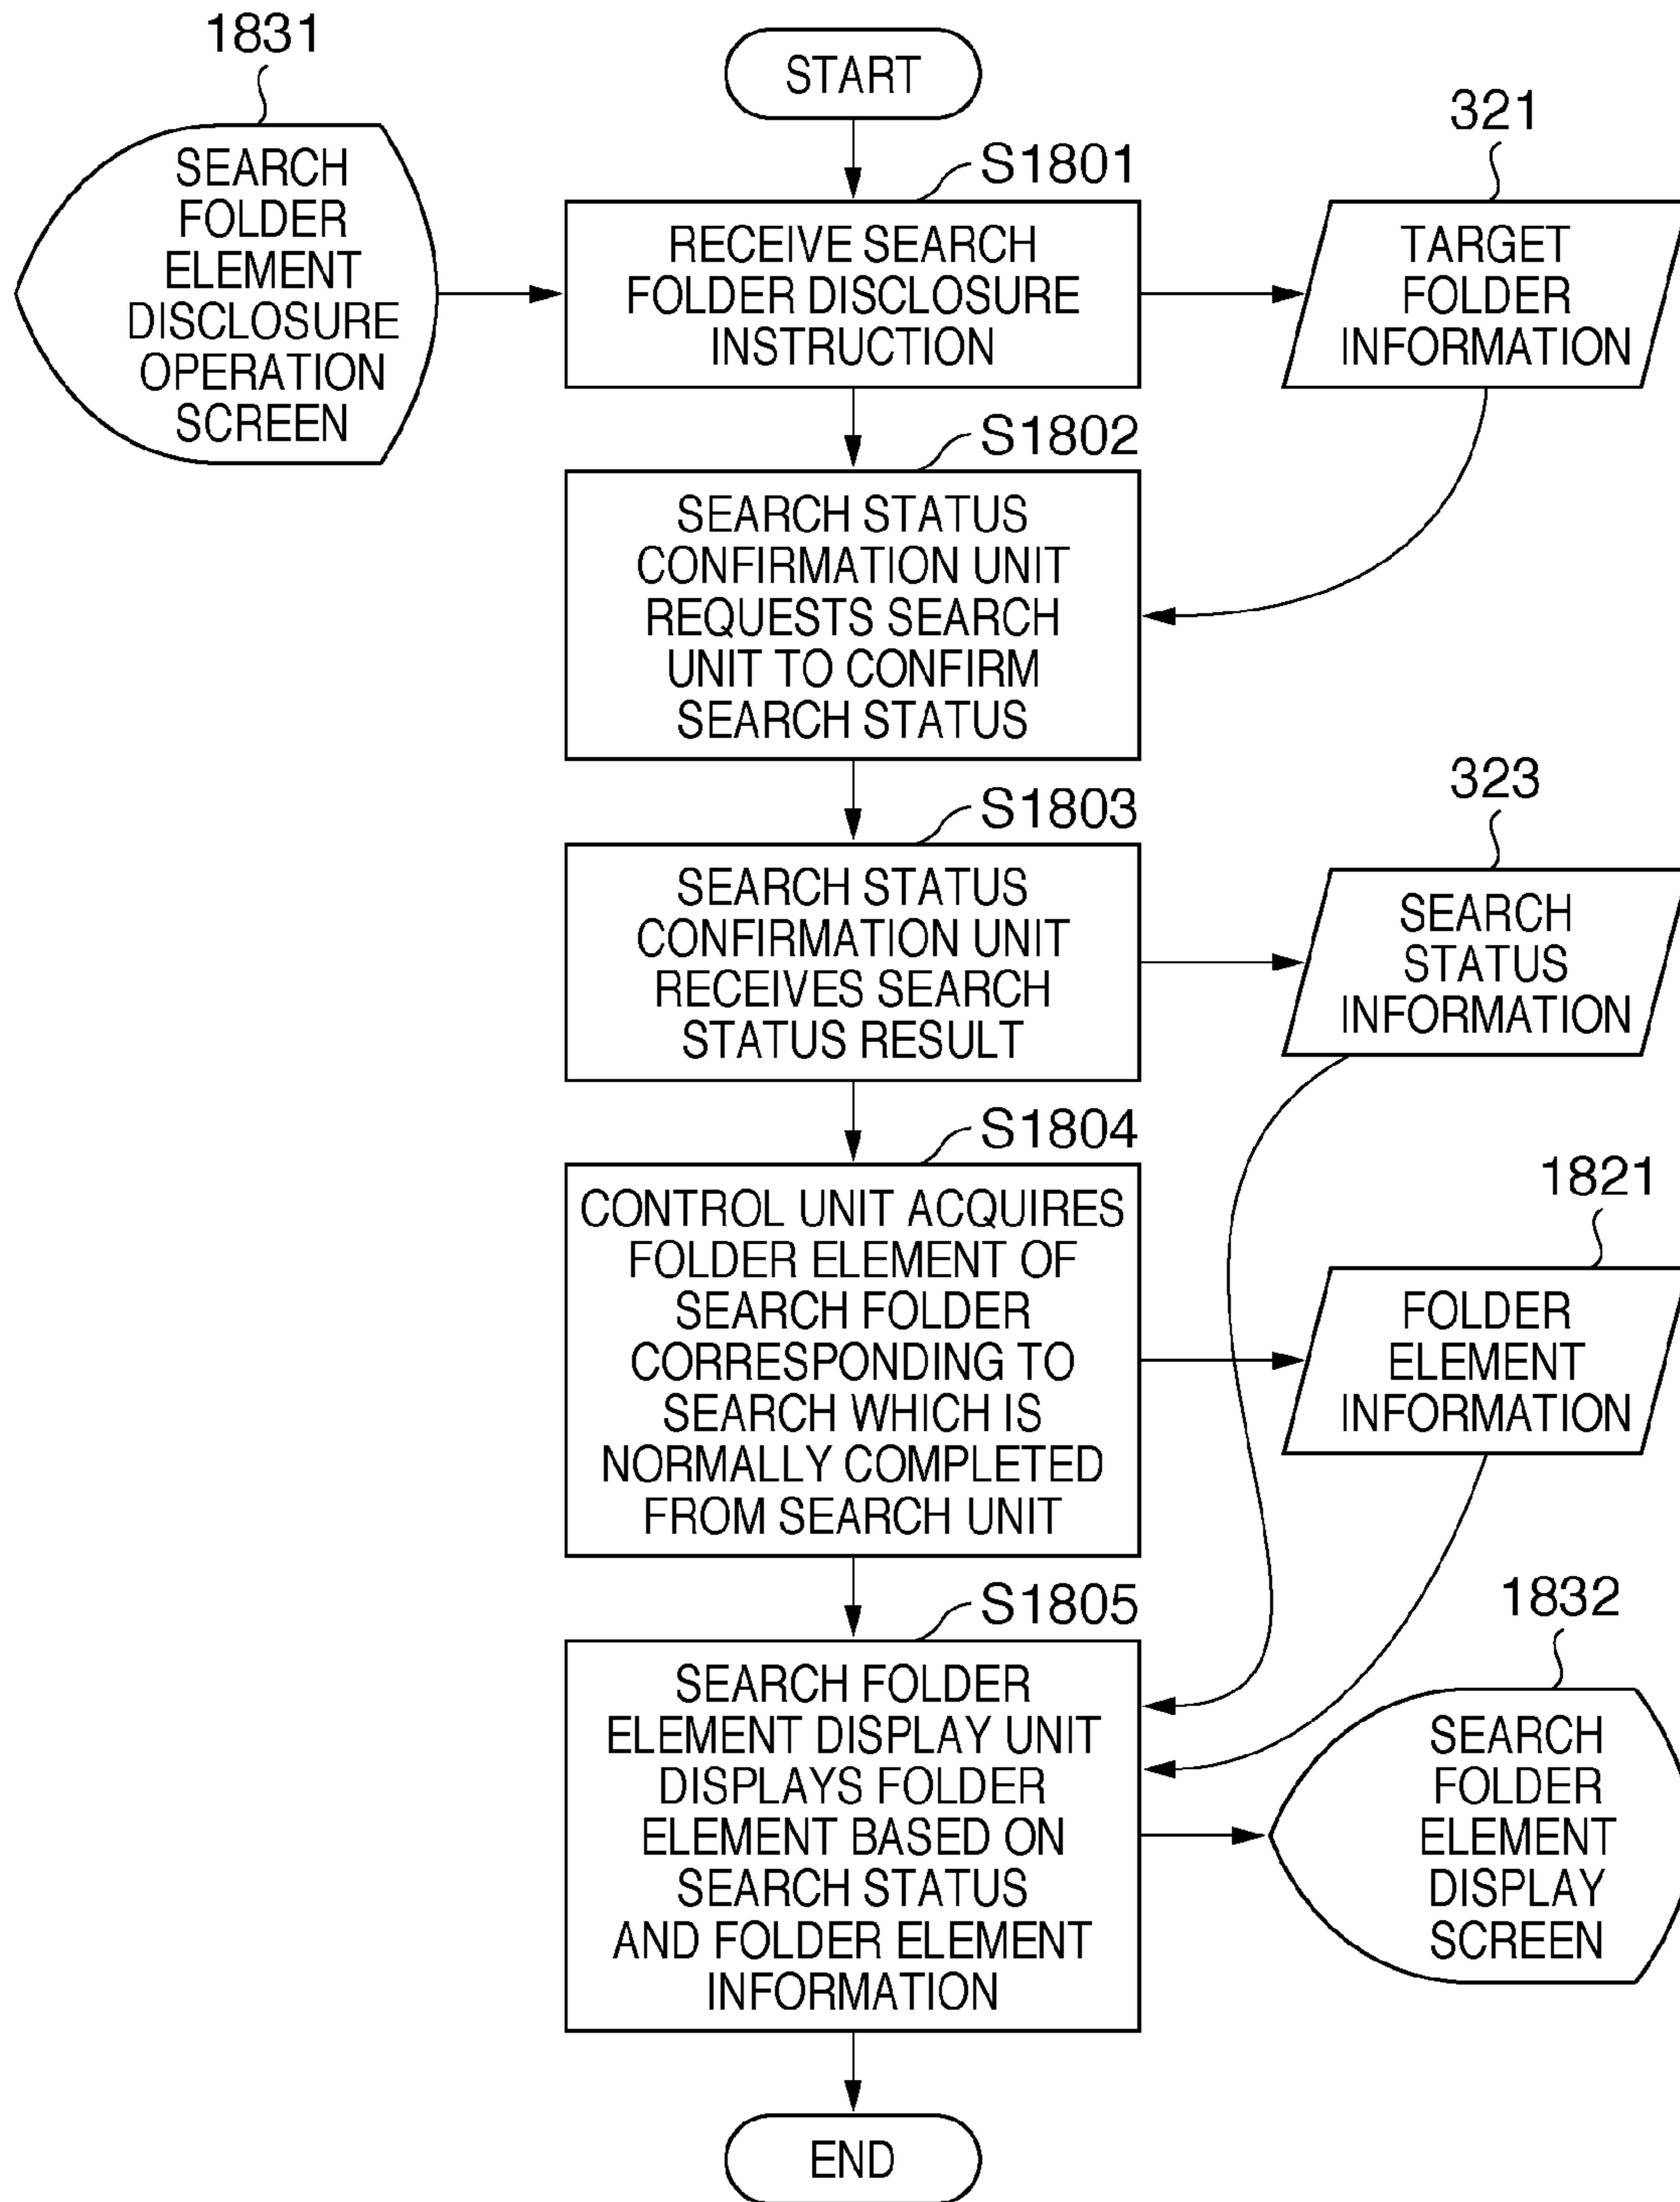 1831
START
321
SEARCH
FOLDER
ELEMENT
DISCLOSURE
OPERATION
SCREEN
S1801
RECEIVE SEARCH
FOLDER DISCLOSURE
INSTRUCTION
TARGET
FOLDER
INFORMATION
S1802
SEARCH STATUS
CONFIRMATION UNIT
REQUESTS SEARCH
UNIT TO CONFIRM
SEARCH STATUS
323
S1803
SEARCH STATUS
CONFIRMATION UNIT
RECEIVES SEARCH
STATUS RESULT
SEARCH
STATUS
INFORMATION
S1804
1821
CONTROL UNIT ACQUIRES
FOLDER ELEMENT OF
SEARCH FOLDER
CORRESPONDING TO
SEARCH WHICH IS
NORMALLY COMPLETED
FROM SEARCH UNIT
FOLDER
ELEMENT
INFORMATION
S1805
1832
SEARCH FOLDER
ELEMENT DISPLAY UNIT
DISPLAYS FOLDER
ELEMENT BASED ON
SEARCH STATUS
AND FOLDER ELEMENT
INFORMATION
SEARCH
FOLDER
ELEMENT
DISPLAY
SCREEN
END